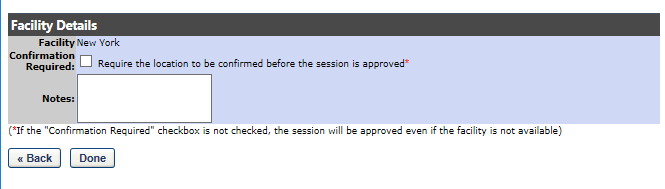 Facility Details
Facility New York
Confirmation Required: Require the location to be confirmed before the session is approved*
Notes:
(*If the "Confirmation Required" checkbox is not checked, the session will be approved even if the facility is not available)
« Back Done